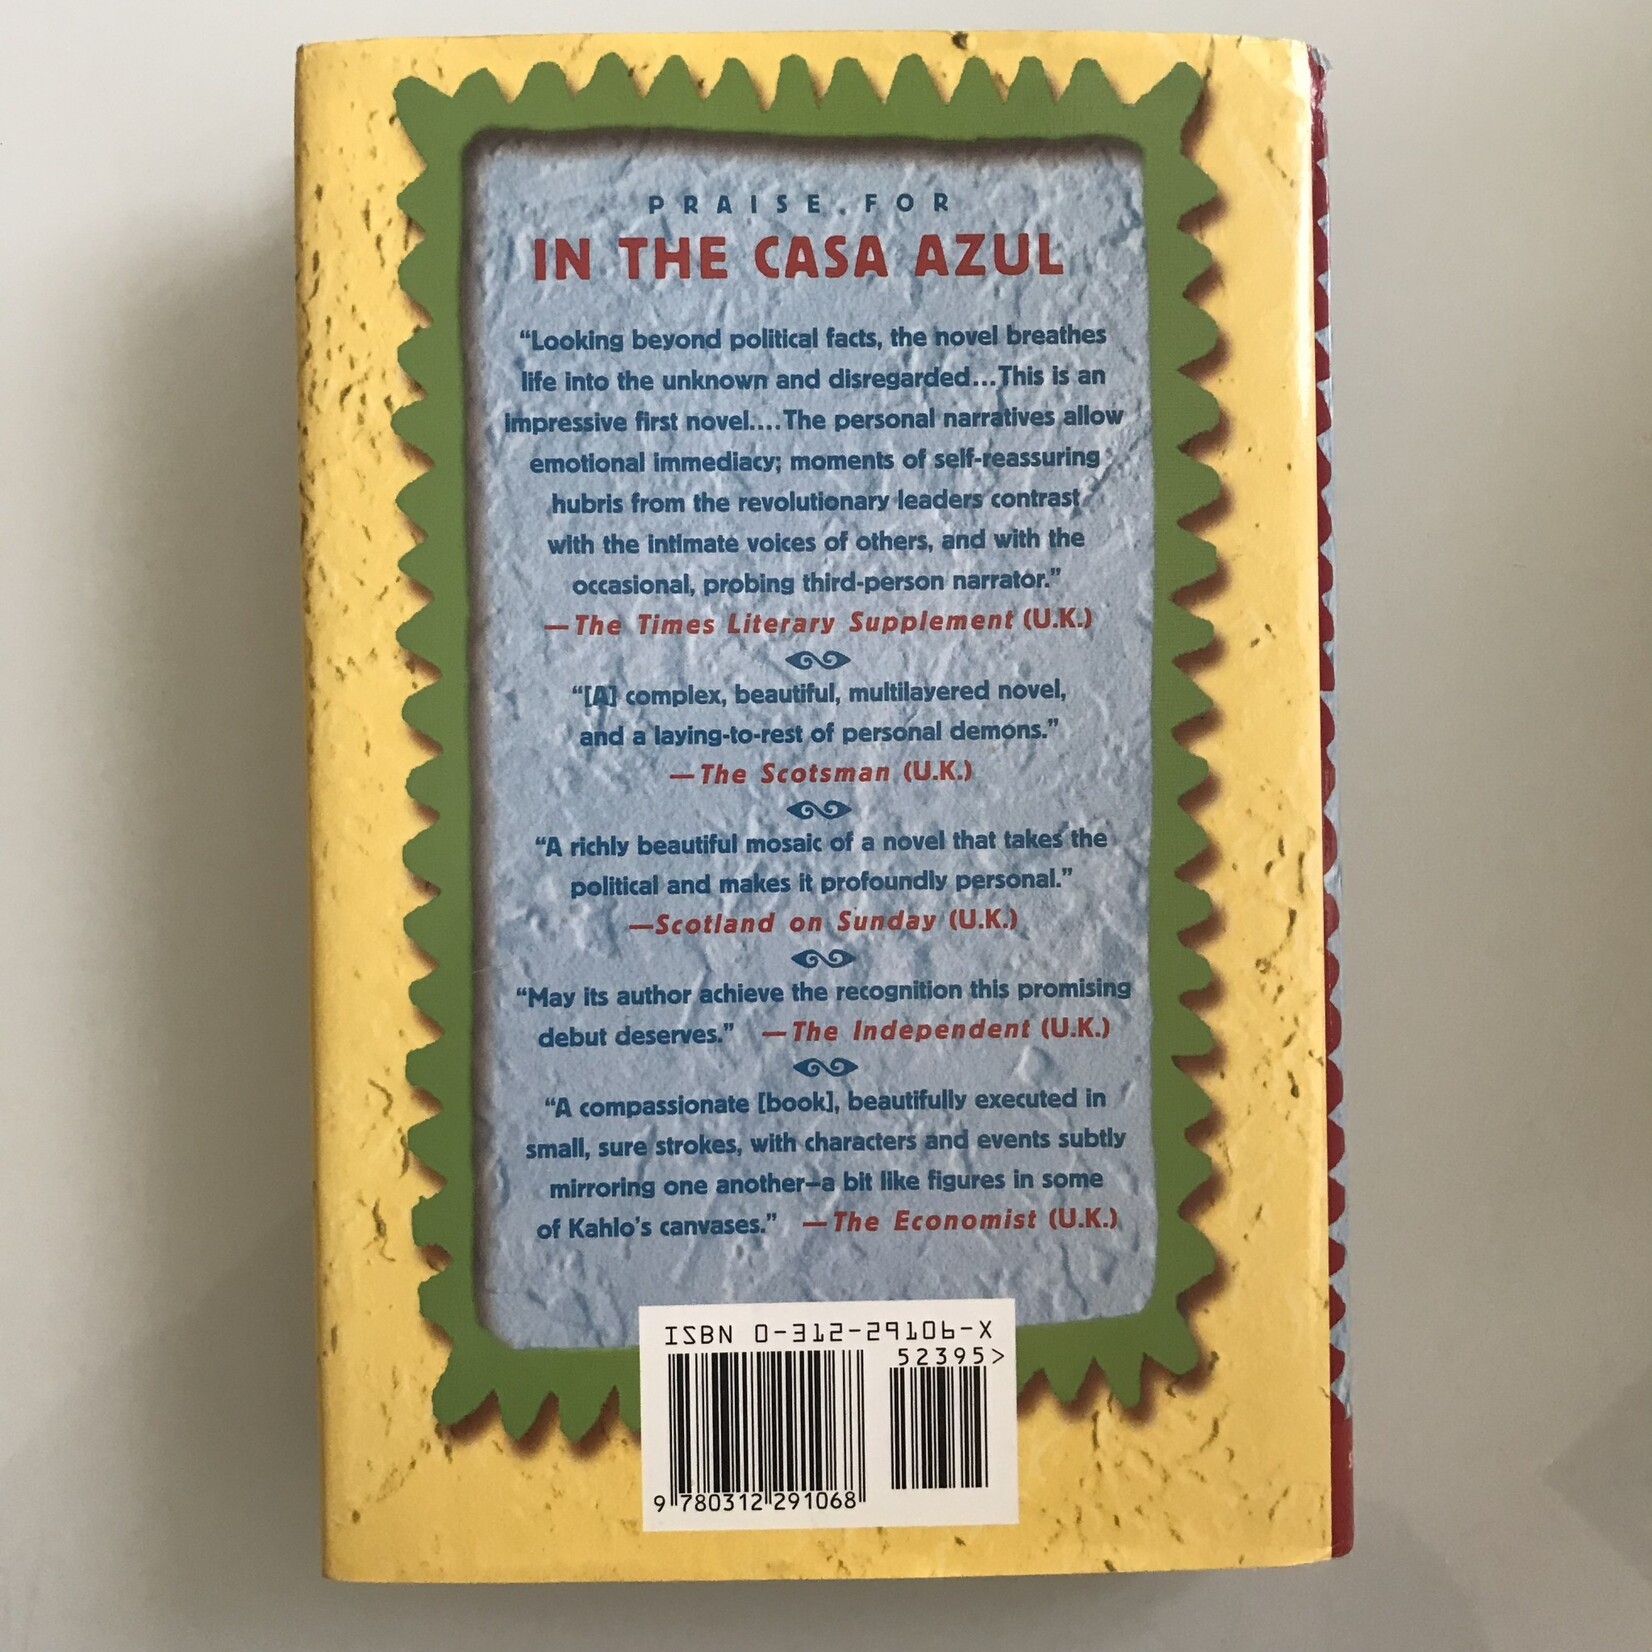 PRAISE FOR
IN THE CASA AZUL
“Looking beyond political facts, the novel breathes
life into the unknown and disregarded...This is an
impressive first novel....The personal narratives allow
emotional immediacy; moments of self-reassuring
hubris from the revolutionary leaders contrast
with the intimate voices of others, and with the
occasional, probing third-person narrator.”
—The Times Literary Supplement (U.K.)
“[A] complex, beautiful, multilayered novel,
and a laying-to-rest of personal demons.”
—The Scotsman (U.K.)
“A richly beautiful mosaic of a novel that takes the
political and makes it profoundly personal.”
—Scotland on Sunday (U.K.)
“May its author achieve the recognition this promising
debut deserves.” —The Independent (U.K.)
“A compassionate [book], beautifully executed in
small, sure strokes, with characters and events subtly
mirroring one another—a bit like figures in some
of Kahlo's canvases.” —The Economist (U.K.)
ISBN 0-312-29106-X
52395>
9 780312 291068